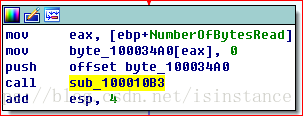 mov eax, [ebp+NumberOfBytesRead]
mov byte_100034A0[eax], 0
push offset byte_100034A0
call sub_100010B3
add esp, 4